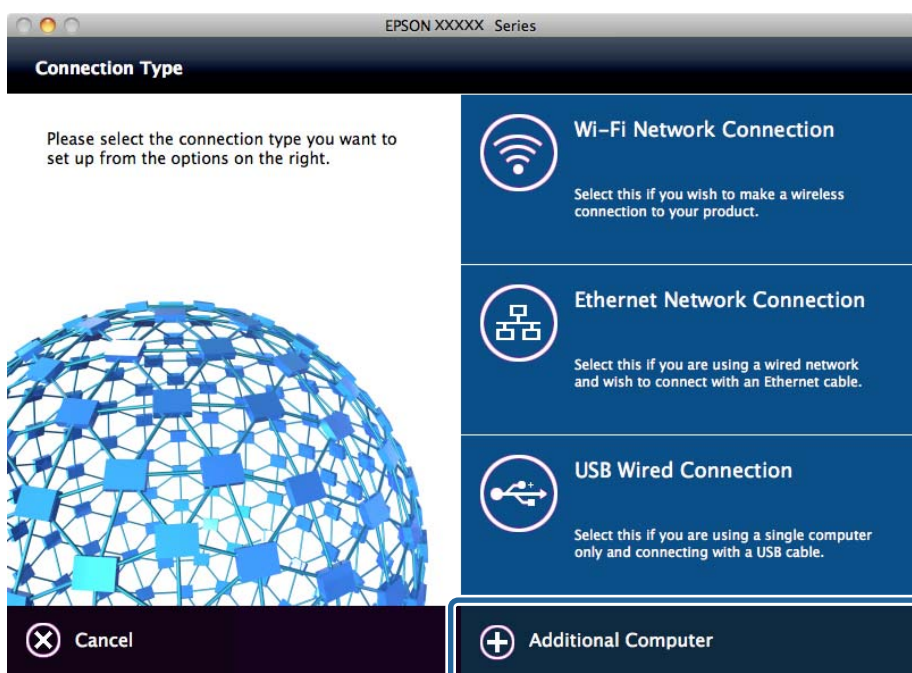 EPSON XXXXX Series
Connection Type
Please select the connection type you want to
set up from the options on the right.
Wi-Fi Network Connection
Select this if you wish to make a wireless
connection to your product.
Ethernet Network Connection
Select this if you are using a wired network
and wish to connect with an Ethernet cable.
USB Wired Connection
Select this if you are using a single computer
only and connecting with a USB cable.
Cancel
Additional Computer